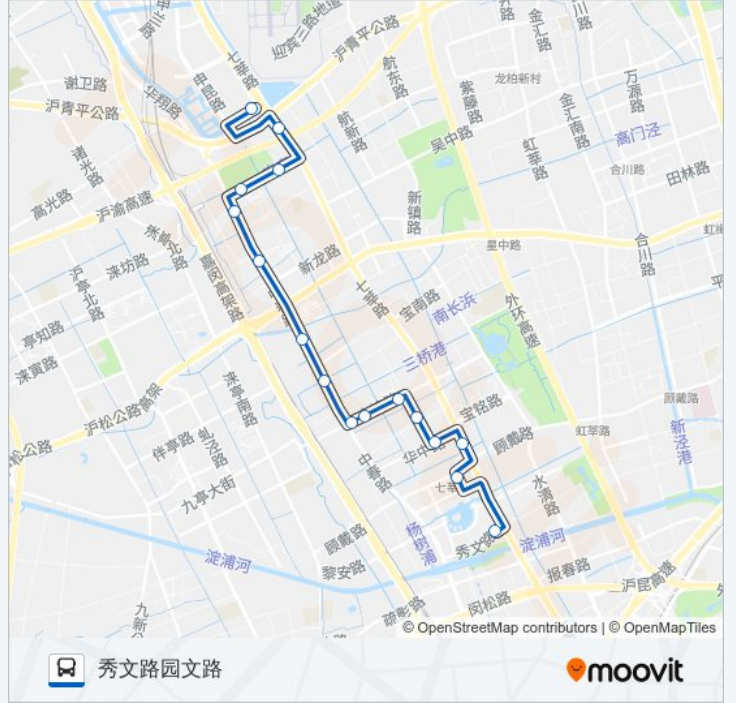 七莘路
迎宾三路地道
沪青平公路
航东路
紫藤路
龙柏新村
金汇路
万源路
谢卫路
沪青平公路
华翔路
申昆路
航新路
吴中路
虹莘路
金汇南路
高门泾
合川路
田林路
诸光路
高光路
沪渝高速
涞亭北路
新镇路
星中路
合川路
沪亭北路
涞坊路
嘉闵高架路
新龙路
七莘路
宝南路
南长浜
外环高速
亭知路
涞寅路
三桥港
沪松公路高架
涞亭南路
宝铭路
顾戴路
新泾港
伴亭路
虬泾路
中春路
顾戴路
虹莘路
九亭大街
水清路
杨树浦
顾戴路
秀文路
淀浦河
淀浦河
黎安路
报春路
沪昆高速
九新公路
疏影路
闵松路
© OpenStreetMap contributors | © OpenMapTiles
秀文路园文路
moovit